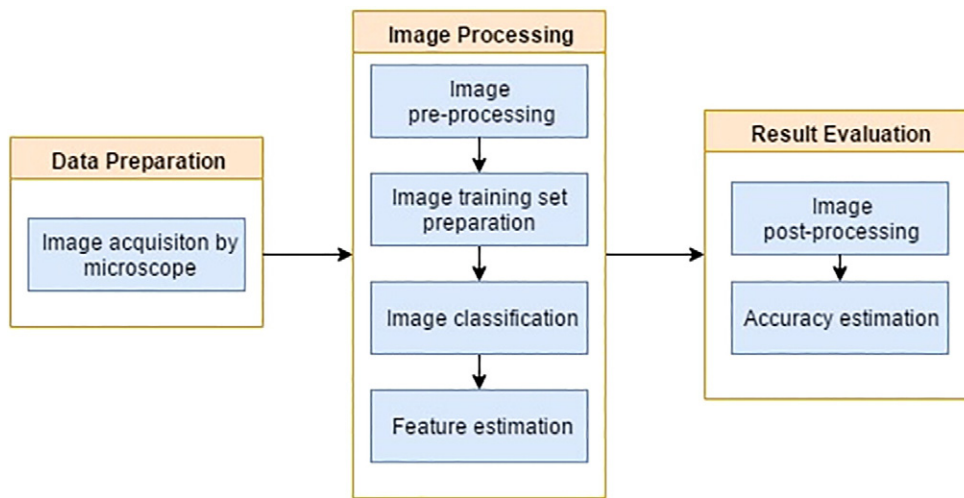 Data Preparation
Image acquisiton by
microscope
Image Processing
Image
pre-processing
Image training set
preparation
Image classification
Feature estimation
Result Evaluation
Image
post-processing
Accuracy estimation